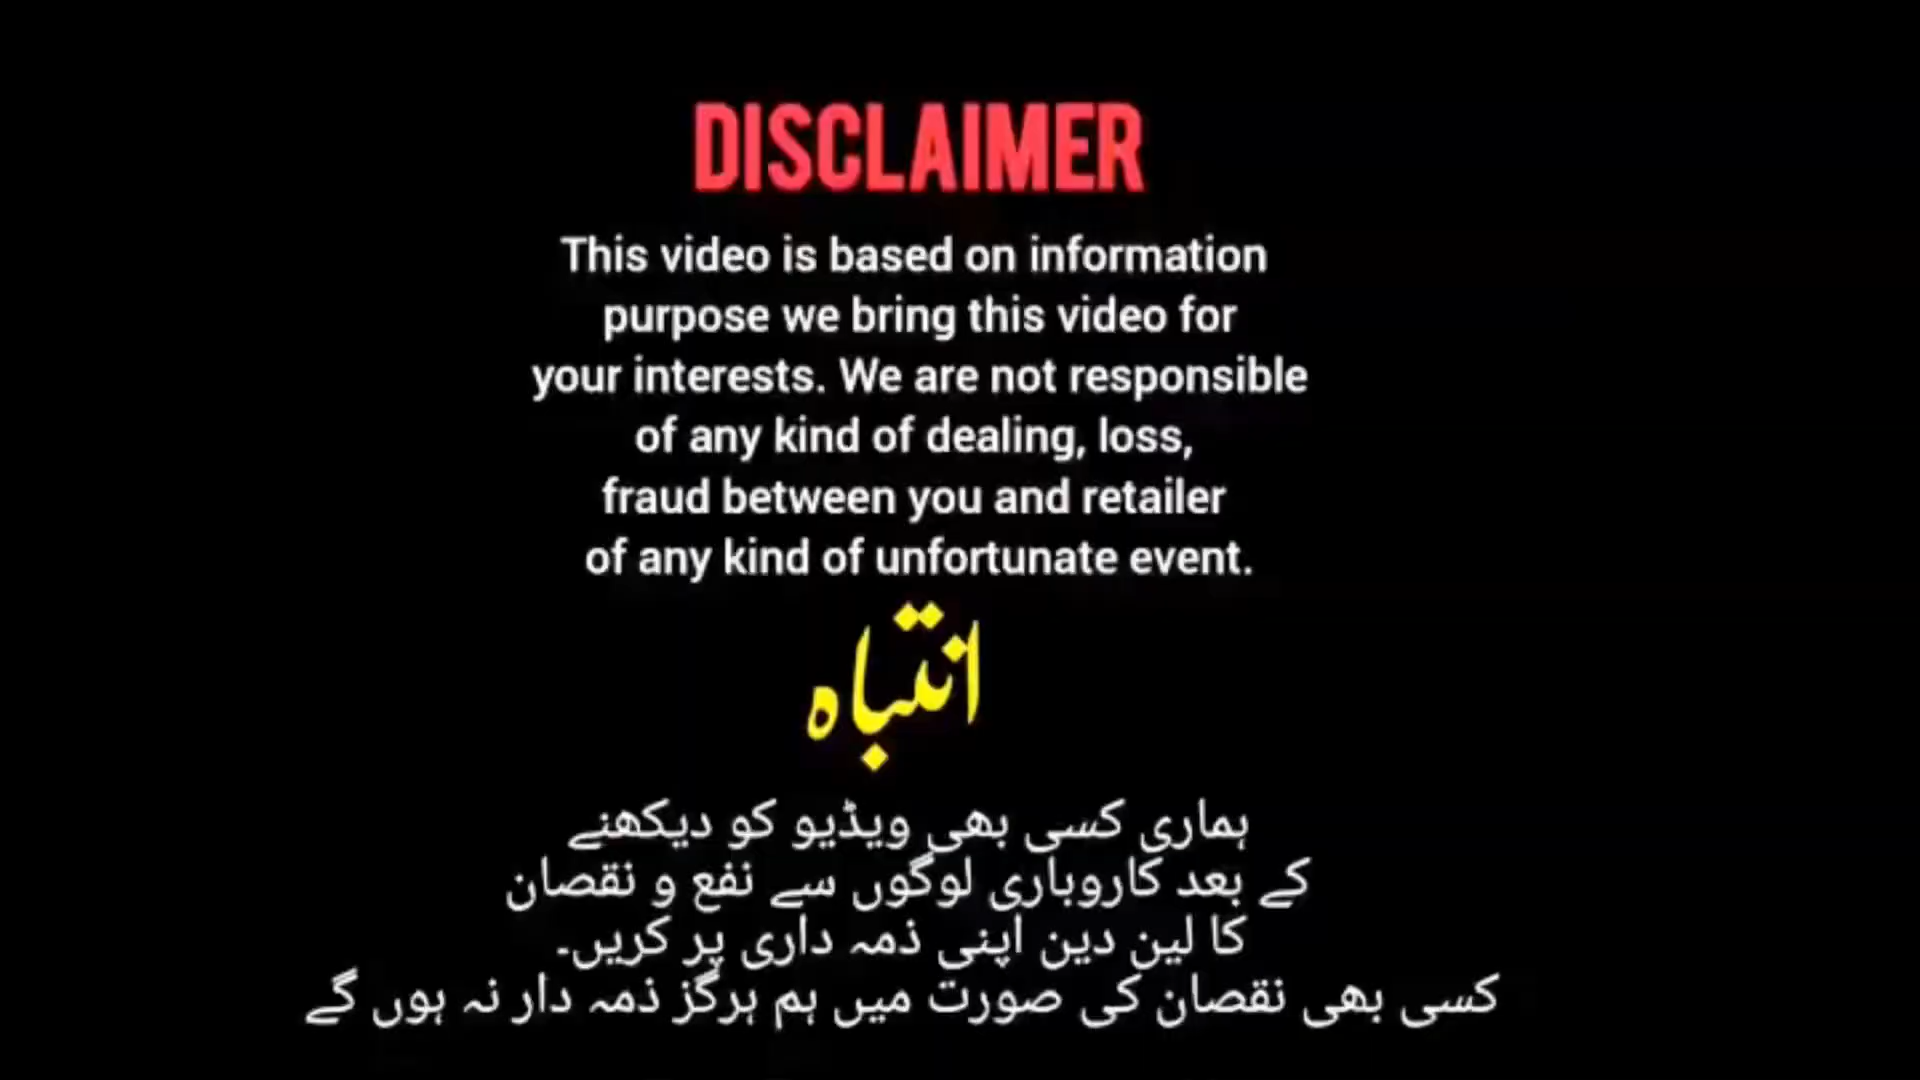 DISCLAIMER
This video is based on information
purpose we bring this video for
your interests. We are not responsible
of any kind of dealing, loss,
fraud between you and retailer
of any kind of unfortunate event.
انتباہ
ہماری کسی بھی ویڈیو کو دیکھنے
کے بعد کاروباری لوگوں سے نفع و نقصان
کا لین دین اپنی ذمہ داری پر کریں۔
کسی بھی نقصان کی صورت میں ہم ہرگز ذمہ دار نہ ہوں گے